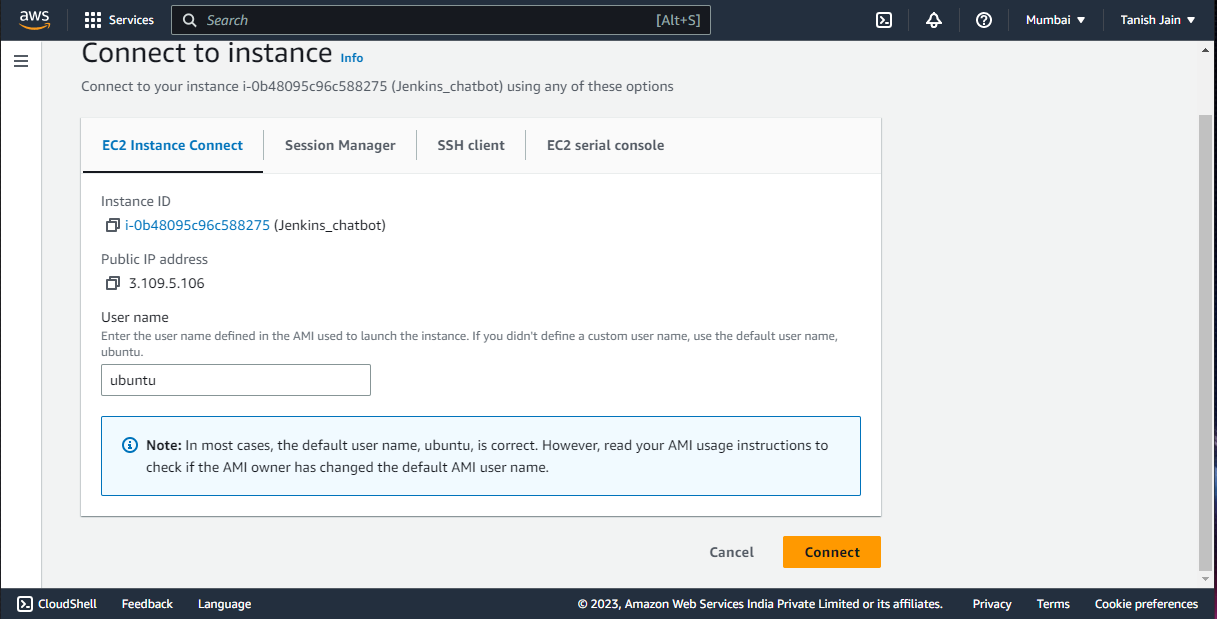 aws
Services
Search
[Alt+S]
Mumbai
Tanish Jain
Connect to instance Info
Connect to your instance i-0b48095c96c588275 (Jenkins_chatbot) using any of these options
EC2 Instance Connect
Session Manager
SSH client
EC2 serial console
Instance ID
i-0b48095c96c588275 (Jenkins_chatbot)
Public IP address
3.109.5.106
User name
Enter the user name defined in the AMI used to launch the instance. If you didn't define a custom user name, use the default user name,
ubuntu.
ubuntu
Note: In most cases, the default user name, ubuntu, is correct. However, read your AMI usage instructions to
check if the AMI owner has changed the default AMI user name.
Cancel
Connect
CloudShell
Feedback
Language
© 2023, Amazon Web Services India Private Limited or its affiliates.
Privacy
Terms
Cookie preferences